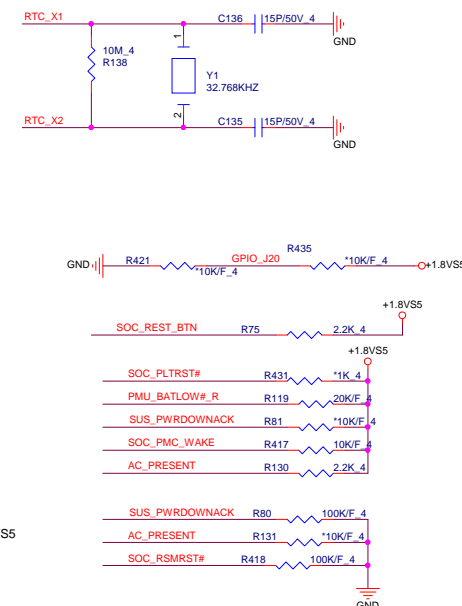 RTC_X1 C136 15P/50V_4
GND
10M_4
R138
1
Y1
32.768KHZ
2
RTC_X2 C135 15P/50V_4
GND
R435
GND R421 GPIO_J20 *10K/F_4 +1.8VS5
*10K/F_4
+1.8VS5
SOC_REST_BTN R75 2.2K_4
+1.8VS5
SOC_PLTRST# R431 *1K_4
PMU_BATLOW#_R R119 20K/F_4
SUS_PWRDOWNACK R81 *10K/F_4
SOC_PMC_WAKE R417 10K/F_4
AC_PRESENT R130 2.2K_4
SUS_PWRDOWNACK R80 100K/F_4
VS5
AC_PRESENT R131 *10K/F_4
SOC_RSMRST# R418 100K/F_4
GND